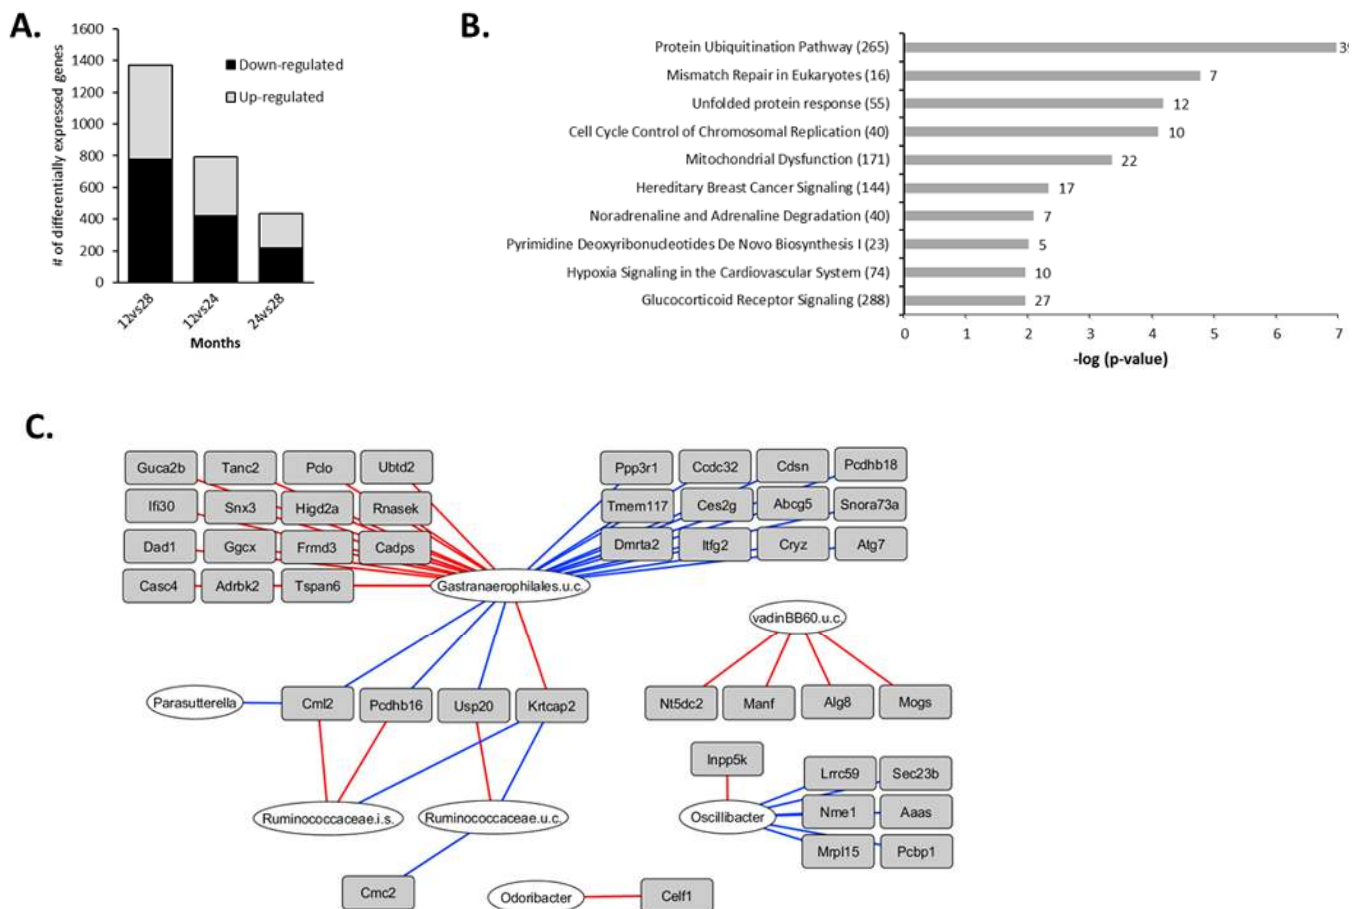 A.
1600
1400
1200
1000
800
600
400
200
0
# of differentially expressed genes
Down-regulated
Up-regulated
12vs28
12vs24
24vs28
Months
B.
Protein Ubiquitination Pathway (265)
Mismatch Repair in Eukaryotes (16) 7
Unfolded protein response (55) 12
Cell Cycle Control of Chromosomal Replication (40) 10
Mitochondrial Dysfunction (171) 22
Hereditary Breast Cancer Signaling (144) 17
Noradrenaline and Adrenaline Degradation (40) 7
Pyrimidine Deoxyribonucleotides De Novo Biosynthesis I (23) 5
Hypoxia Signaling in the Cardiovascular System (74) 10
Glucocorticoid Receptor Signaling (288) 27
0 1 2 3 4 5 6 7
-log (p-value)
C.
Guca2b Tanc2 Pclo Ubtd2
Ifi30 Snx3 Higd2a Rnasek
Dad1 Ggcx Frmd3 Cadps
Casc4 Adrbk2 Tspan6
Ppp3r1 Ccdc32 Cdsn Pcdhb18
Tmem117 Ces2g Abcg5 Snora73a
Dmrta2 Itfg2 Cryz Atg7
Gastranaerophilales.u.c.
vadinBB60.u.c.
Parasutterella Cml2 Pcdhb16 Usp20 Krtcap2
Nt5dc2 Manf Alg8 Mogs
Inpp5k
Lrrc59 Sec23b
Ruminococcaceae.i.s. Ruminococcaceae.u.c.
Oscillibacter Nme1 Aaas
Mrpl15 Pcbp1
Cmc2
Odoribacter Celf1